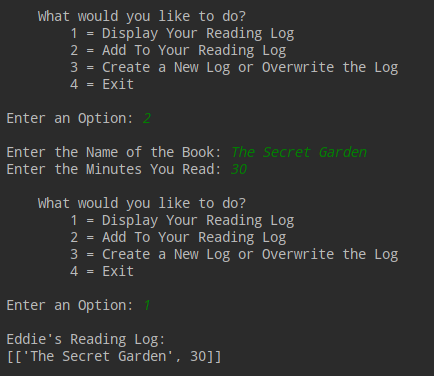 What would you like to do?
1 = Display Your Reading Log
2 = Add To Your Reading Log
3 = Create a New Log or Overwrite the Log
4 = Exit
Enter an Option: 2
Enter the Name of the Book: The Secret Garden
Enter the Minutes You Read: 30
What would you like to do?
1 = Display Your Reading Log
2 = Add To Your Reading Log
3 = Create a New Log or Overwrite the Log
4 = Exit
Enter an Option: 1
Eddie's Reading Log:
[['The Secret Garden', 30]]